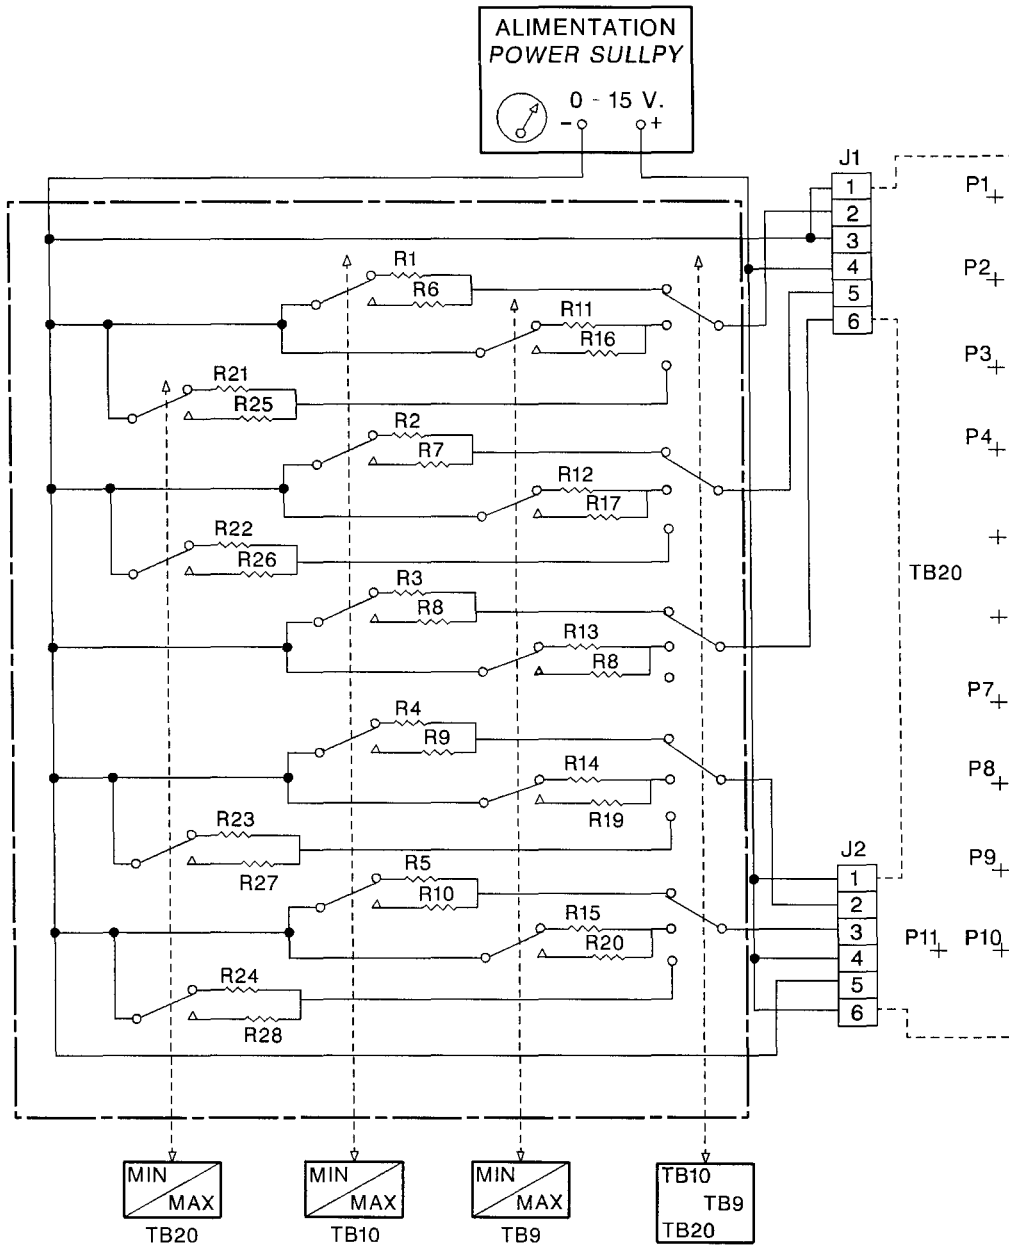 ALIMENTATION
POWER SULLPY
0 - 15 V.
- +
J1
1
2
3
4
5
6
P1
P2
P3
P4
R1
R6
R11
R16
R21
R25
R2
R7
R12
R17
R22
R26
TB20
R3
R8
R13
R8
P7
R4
R9
R14
R19
P8
R23
R27
J2
1
2
3
4
5
6
P9
P11 P10
R5
R10
R15
R20
R24
R28
MIN
MAX
TB20
MIN
MAX
TB10
MIN
MAX
TB9
TB10
TB9
TB20